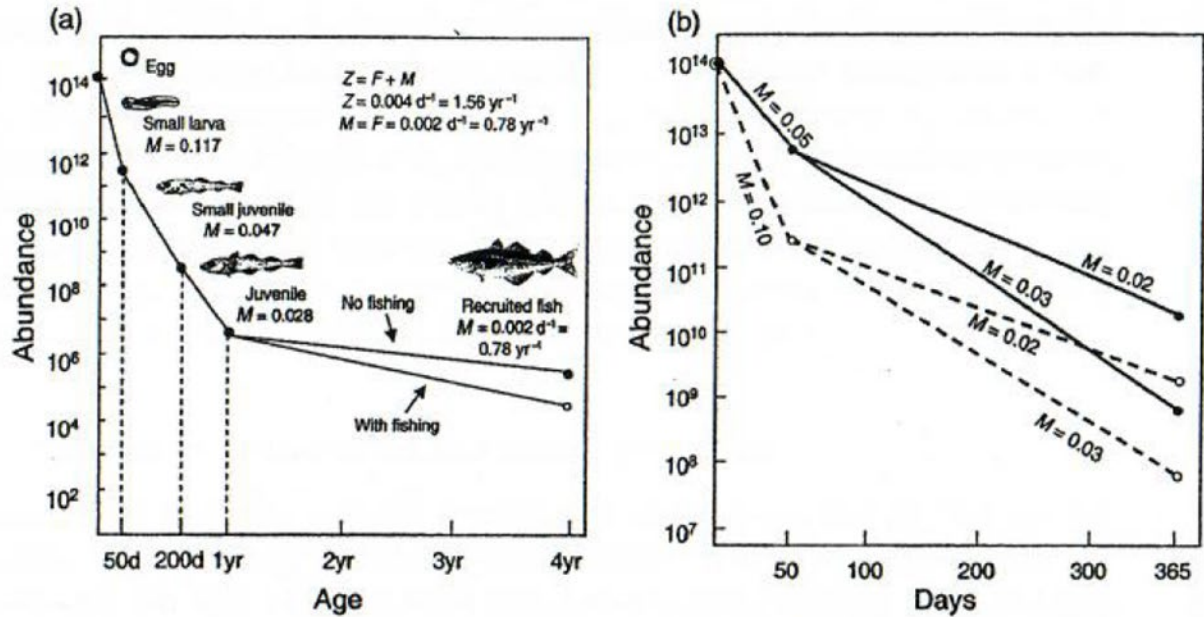 (a)
Egg
Small larva
M = 0.117
Small juvenile
M = 0.047
Juvenile
M = 0.028
Z = F + M
Z = 0.004 d⁻¹ = 1.56 yr⁻¹
M = F = 0.002 d⁻¹ = 0.78 yr⁻¹
No fishing
With fishing
Recruited fish
M = 0.002 d⁻¹ =
0.78 yr⁻¹
Abundance
10¹⁴
10¹²
10¹⁰
10⁸
10⁶
10⁴
10²
50d 200d 1yr 2yr 3yr 4yr
Age
(b)
Abundance
10¹⁴
10¹³
10¹²
10¹¹
10¹⁰
10⁹
10⁸
10⁷
M = 0.05
M = 0.10
M = 0.02
M = 0.03
M = 0.02
M = 0.03
50 100 200 300 365
Days